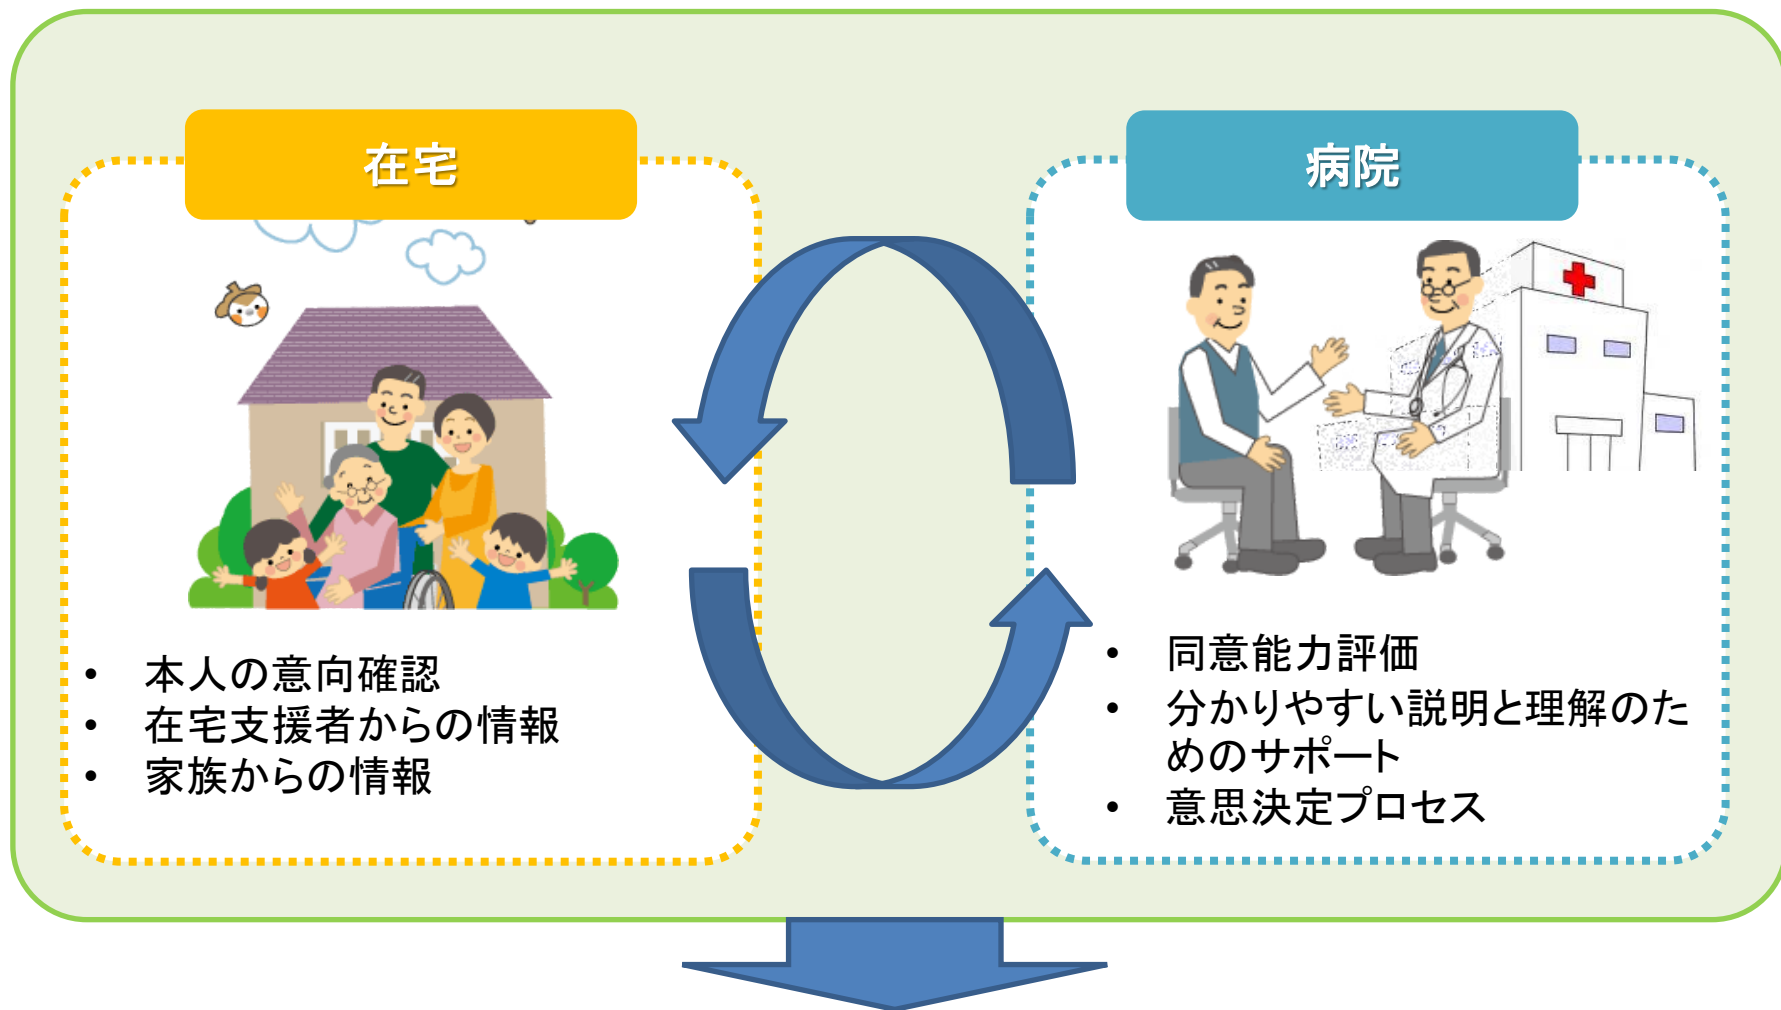 在宅
• 本人の意向確認
• 在宅支援者からの情報
• 家族からの情報
病院
• 同意能力評価
• 分かりやすい説明と理解のた
めのサポート
• 意思決定プロセス